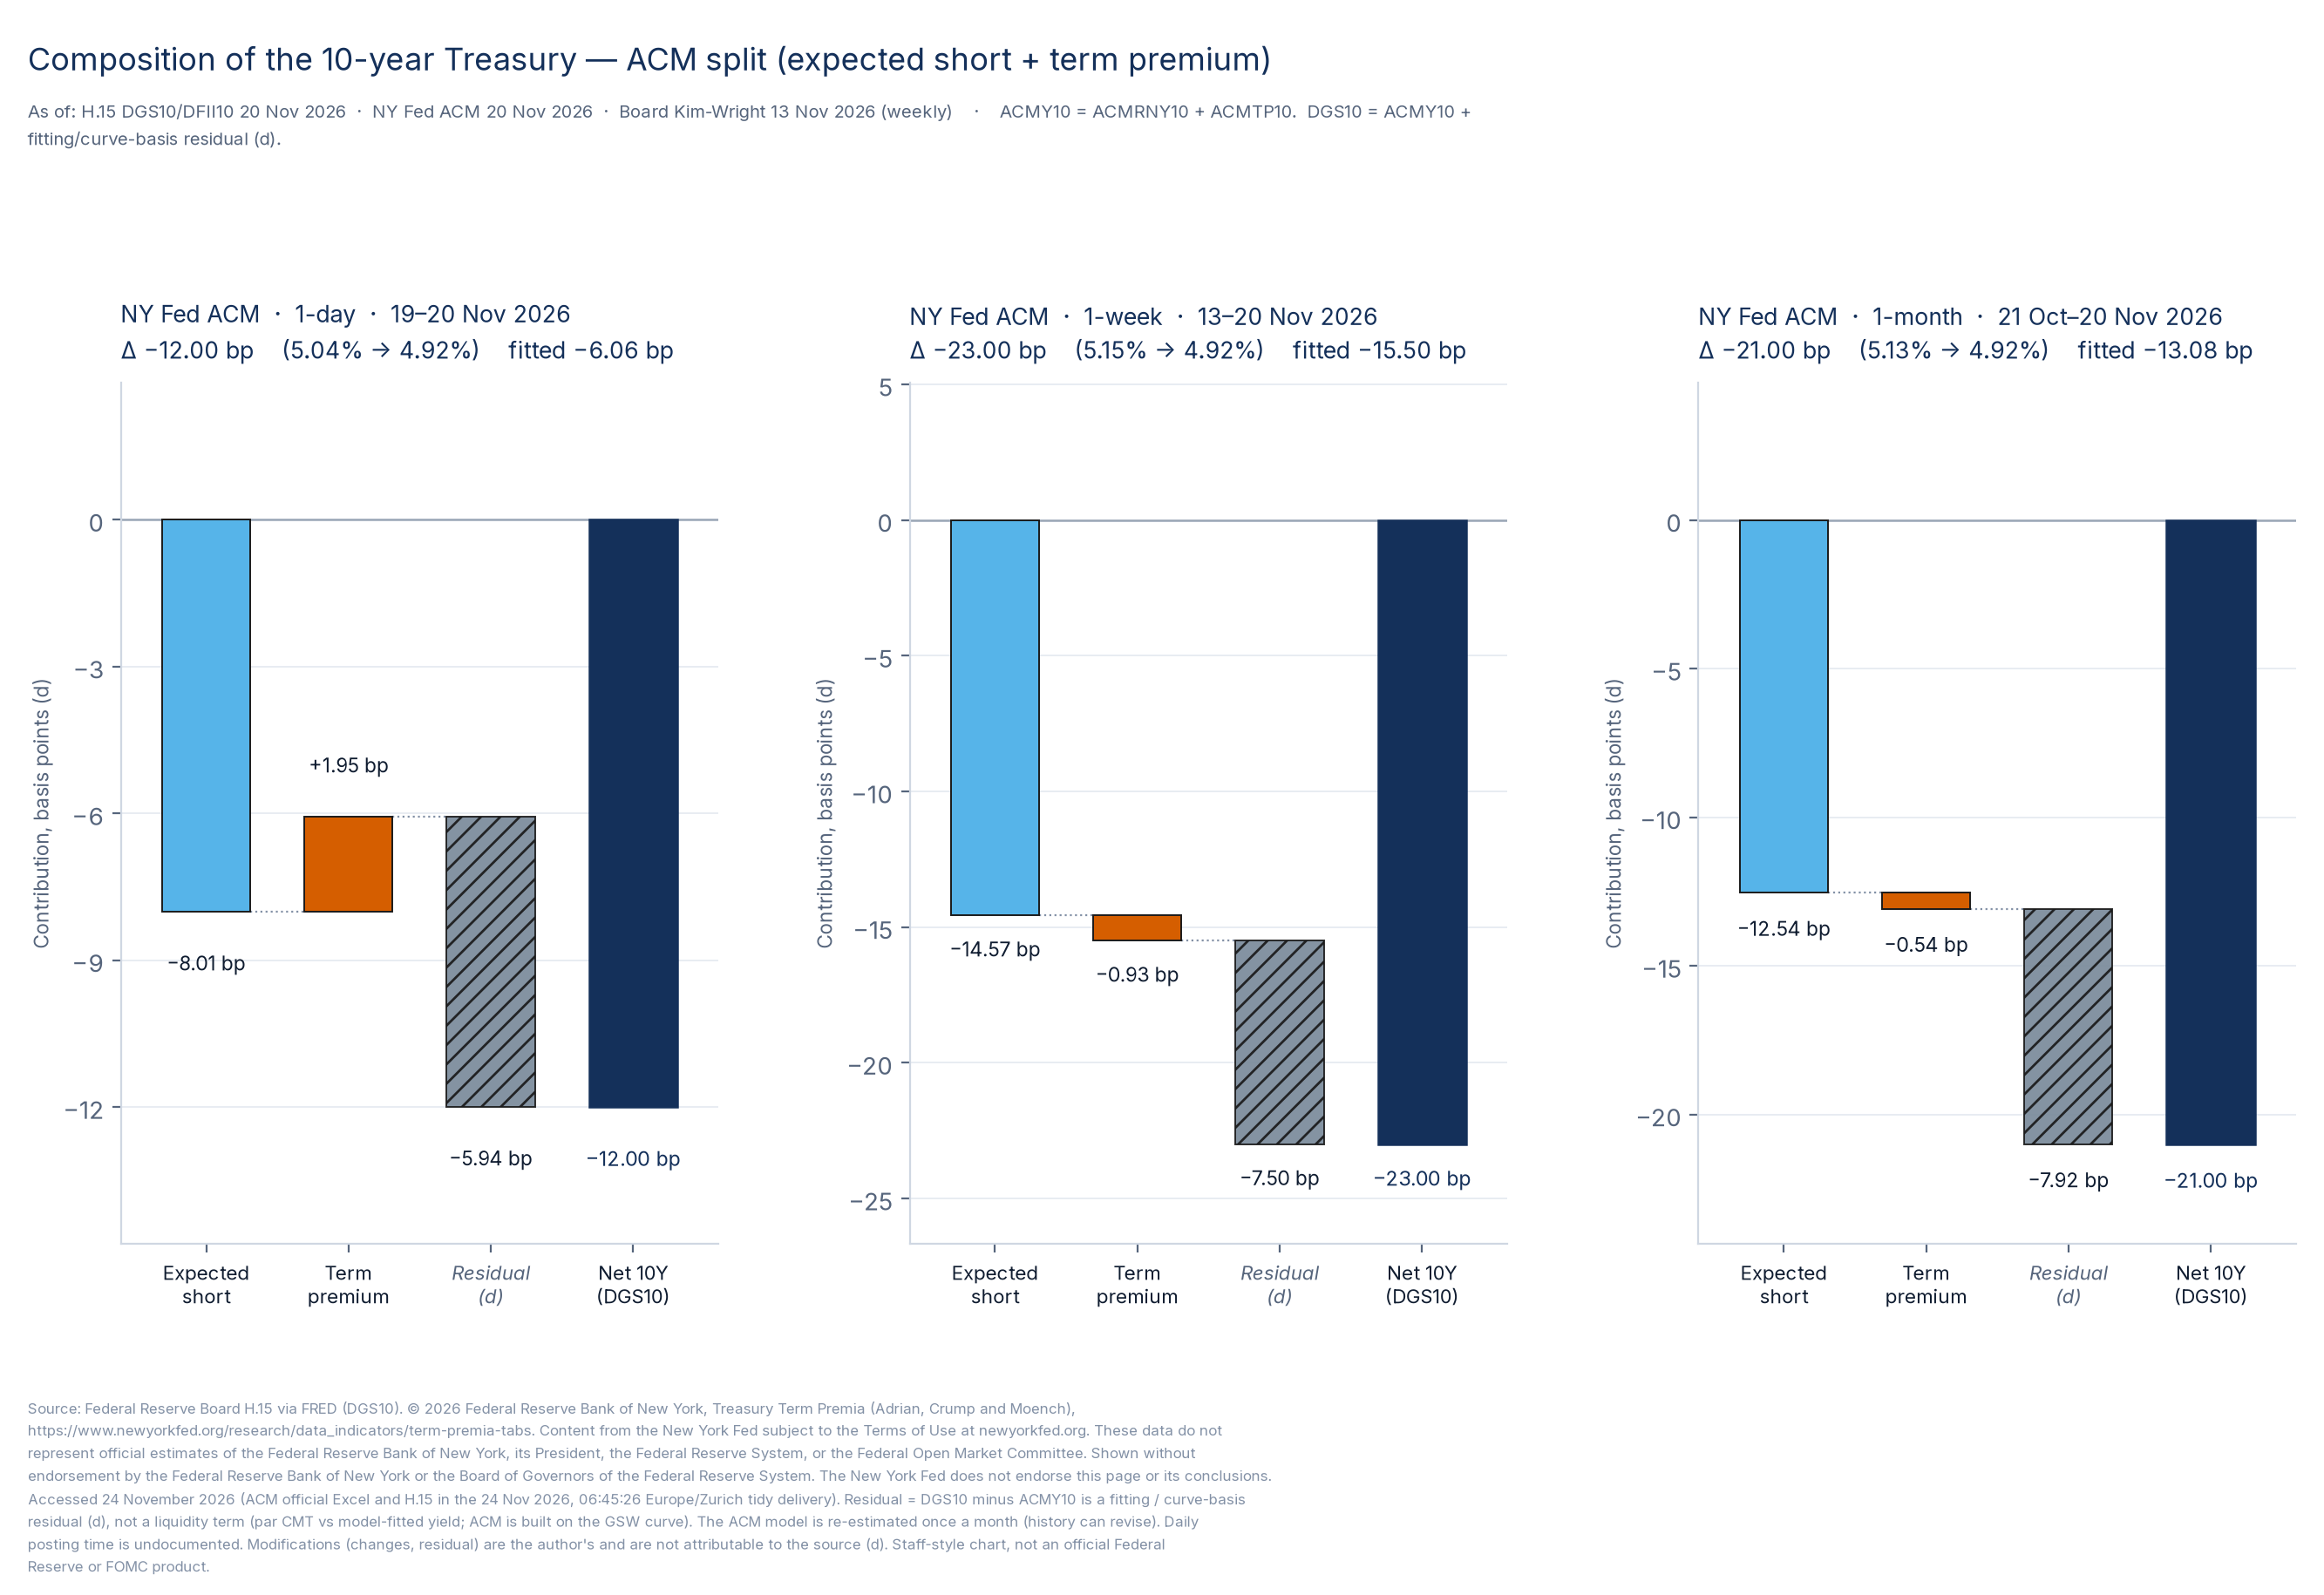 Composition of the 10-year Treasury — ACM split (expected short + term premium)
As of: H.15 DGS10/DFII10 20 Nov 2026 · NY Fed ACM 20 Nov 2026 · Board Kim-Wright 13 Nov 2026 (weekly) · ACMY10 = ACMRNY10 + ACMTP10. DGS10 = ACMY10 +
fitting/curve-basis residual (d).
NY Fed ACM · 1-day · 19–20 Nov 2026
Δ −12.00 bp (5.04% → 4.92%) fitted −6.06 bp
Contribution, basis points (d)
0
−3
−6
−9
−12
−8.01 bp
+1.95 bp
−5.94 bp
−12.00 bp
Expected
short
Term
premium
Residual
(d)
Net 10Y
(DGS10)
NY Fed ACM · 1-week · 13–20 Nov 2026
Δ −23.00 bp (5.15% → 4.92%) fitted −15.50 bp
Contribution, basis points (d)
5
0
−5
−10
−15
−20
−25
−14.57 bp
−0.93 bp
−7.50 bp
−23.00 bp
Expected
short
Term
premium
Residual
(d)
Net 10Y
(DGS10)
NY Fed ACM · 1-month · 21 Oct–20 Nov 2026
Δ −21.00 bp (5.13% → 4.92%) fitted −13.08 bp
Contribution, basis points (d)
0
−5
−10
−15
−20
−12.54 bp
−0.54 bp
−7.92 bp
−21.00 bp
Expected
short
Term
premium
Residual
(d)
Net 10Y
(DGS10)
Source: Federal Reserve Board H.15 via FRED (DGS10). © 2026 Federal Reserve Bank of New York, Treasury Term Premia (Adrian, Crump and Moench),
https://www.newyorkfed.org/research/data_indicators/term-premia-tabs. Content from the New York Fed subject to the Terms of Use at newyorkfed.org. These data do not
represent official estimates of the Federal Reserve Bank of New York, its President, the Federal Reserve System, or the Federal Open Market Committee. Shown without
endorsement by the Federal Reserve Bank of New York or the Board of Governors of the Federal Reserve System. The New York Fed does not endorse this page or its conclusions.
Accessed 24 November 2026 (ACM official Excel and H.15 in the 24 Nov 2026, 06:45:26 Europe/Zurich tidy delivery). Residual = DGS10 minus ACMY10 is a fitting / curve-basis
residual (d), not a liquidity term (par CMT vs model-fitted yield; ACM is built on the GSW curve). The ACM model is re-estimated once a month (history can revise). Daily
posting time is undocumented. Modifications (changes, residual) are the author's and are not attributable to the source (d). Staff-style chart, not an official Federal
Reserve or FOMC product.